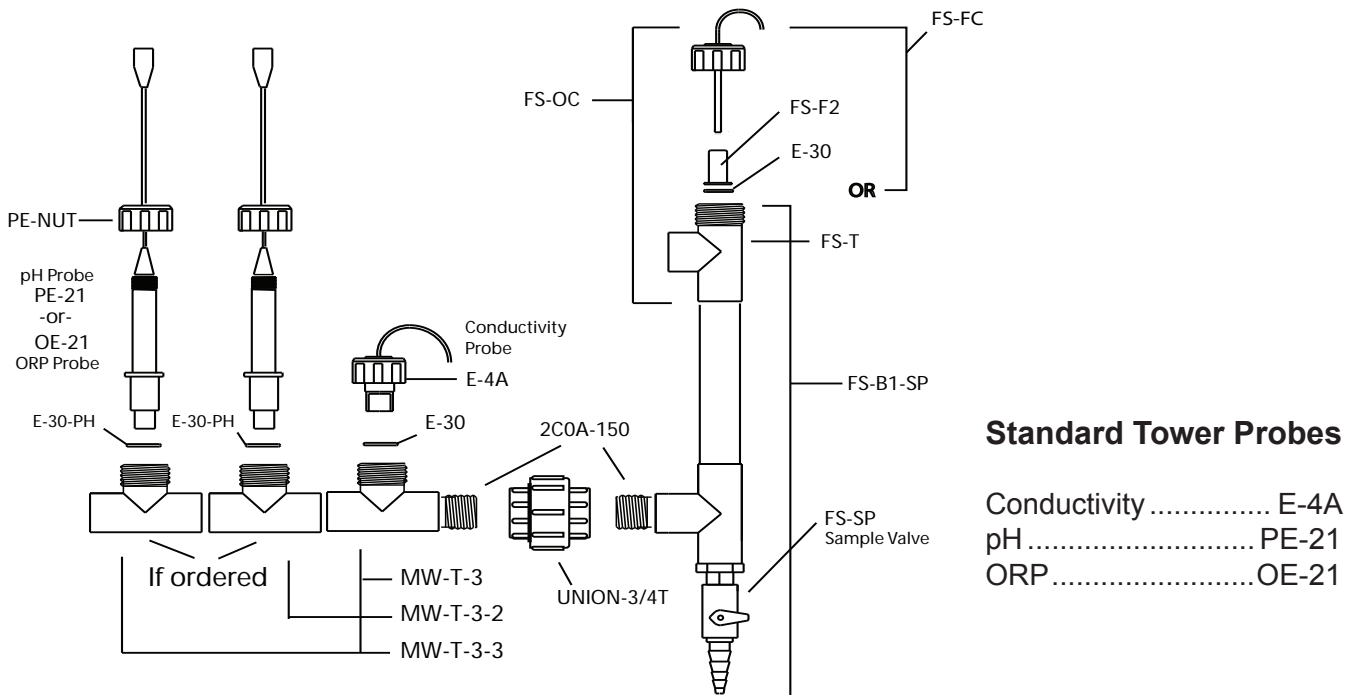 FS-FC
FS-OC
FS-F2
E-30
OR
PE-NUT
FS-T
pH Probe
PE-21
-or-
OE-21
ORP Probe
Conductivity
Probe
E-4A
FS-B1-SP
E-30-PH
E-30-PH
E-30
2C0A-150
Standard Tower Probes
Conductivity ............... E-4A
pH ........................... PE-21
ORP ........................ OE-21
FS-SP
Sample Valve
If ordered
MW-T-3
UNION-3/4T
MW-T-3-2
MW-T-3-3